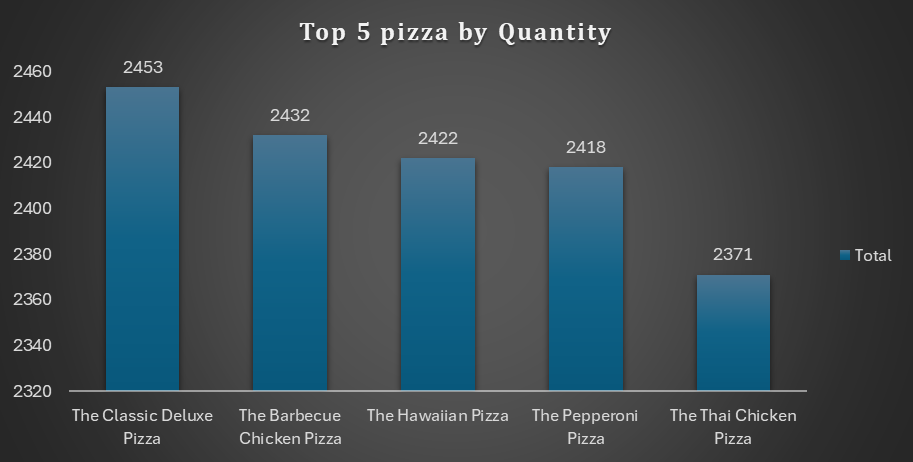 Top 5 pizza by Quantity
2460
2440
2420
2400
2380
2360
2340
2320
2453
2432
2422
2418
2371
The Classic Deluxe
Pizza
The Barbecue
Chicken Pizza
The Hawaiian Pizza
The Pepperoni
Pizza
The Thai Chicken
Pizza
Total